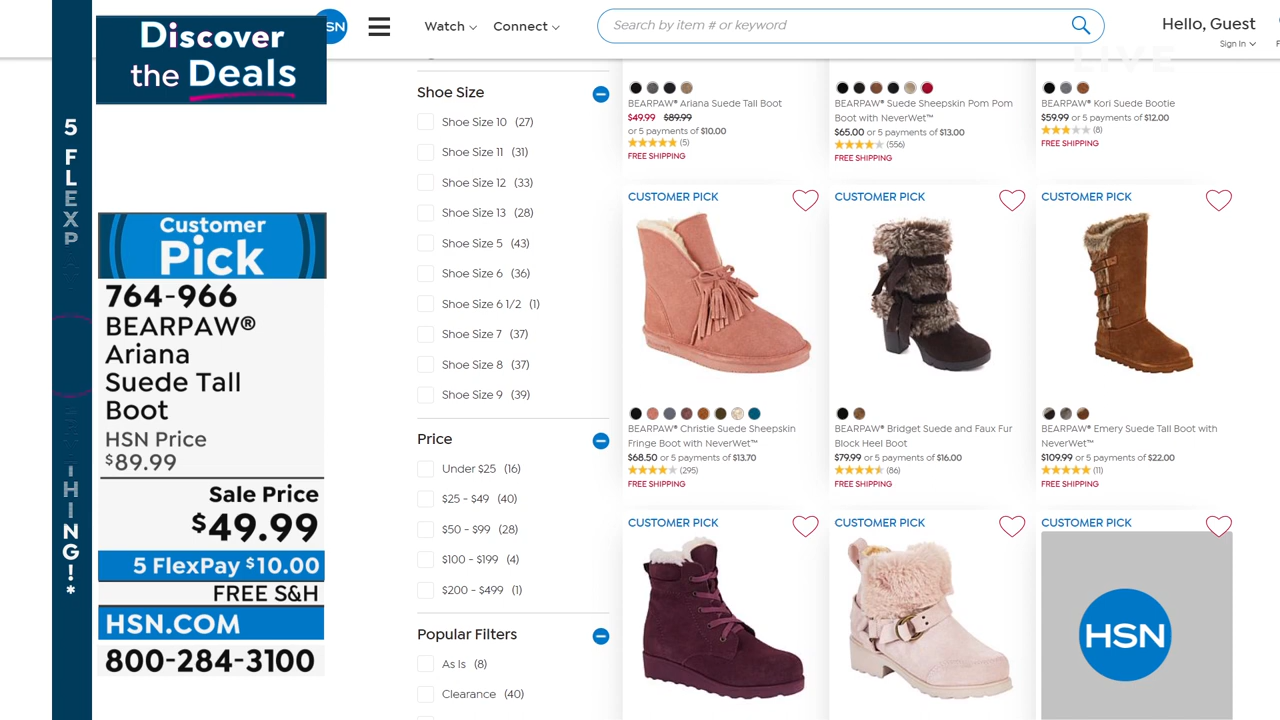 Discover
the Deals
5
F
L
E
X
P
I
H
I
N
G
!
*
Customer
Pick
764-966
BEARPAW®
Ariana
Suede Tall
Boot
HSN Price
$89.99
Sale Price
$49.99
5 FlexPay $10.00
FREE S&H
HSN.COM
800-284-3100
SN
Watch
Connect
Search by item # or keyword
Hello, Guest
Sign In
LIVE
Shoe Size
Shoe Size 10 (27)
Shoe Size 11 (31)
Shoe Size 12 (33)
Shoe Size 13 (28)
Shoe Size 5 (43)
Shoe Size 6 (36)
Shoe Size 6 1/2 (1)
Shoe Size 7 (37)
Shoe Size 8 (37)
Shoe Size 9 (39)
Price
Under $25 (16)
$25 - $49 (40)
$50 - $99 (28)
$100 - $199 (4)
$200 - $499 (1)
Popular Filters
As Is (8)
Clearance (40)
BEARPAW® Ariana Suede Tall Boot
$49.99 $89.99
or 5 payments of $10.00
(5)
FREE SHIPPING
BEARPAW® Suede Sheepskin Pom Pom
Boot with NeverWet™
$65.00 or 5 payments of $13.00
(556)
FREE SHIPPING
BEARPAW® Kori Suede Bootie
$59.99 or 5 payments of $12.00
(8)
FREE SHIPPING
CUSTOMER PICK
BEARPAW® Christie Suede Sheepskin
Fringe Boot with NeverWet™
$68.50 or 5 payments of $13.70
(295)
FREE SHIPPING
CUSTOMER PICK
BEARPAW® Bridget Suede and Faux Fur
Block Heel Boot
$79.99 or 5 payments of $16.00
(86)
FREE SHIPPING
CUSTOMER PICK
BEARPAW® Emery Suede Tall Boot with
NeverWet™
$109.99 or 5 payments of $22.00
(11)
FREE SHIPPING
CUSTOMER PICK
CUSTOMER PICK
CUSTOMER PICK
HSN